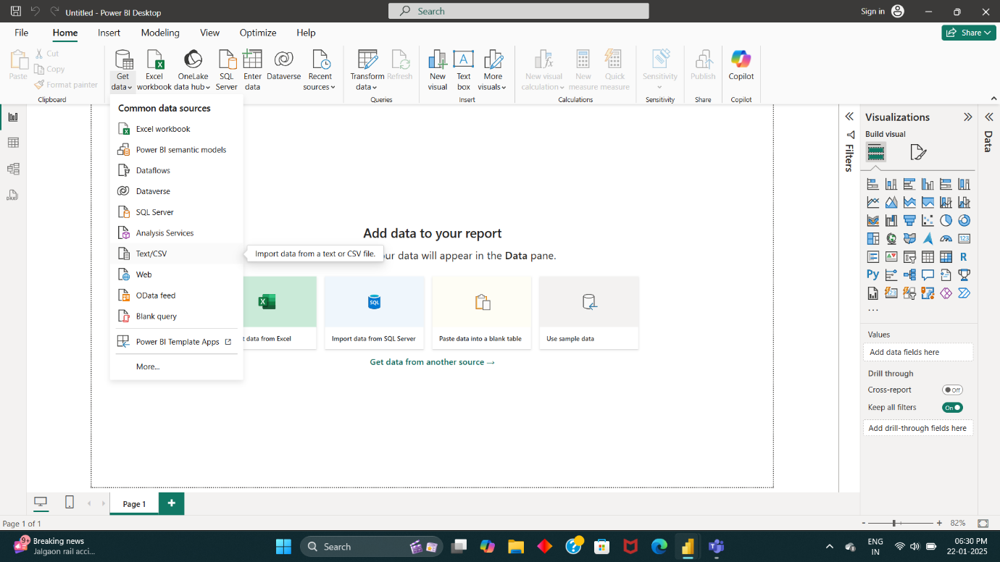 Untitled - Power BI Desktop
Search
Sign in
File Home Insert Modeling View Optimize Help
Share
Paste
Cut
Copy
Format painter
Clipboard
Get data
Excel workbook
OneLake data hub
SQL Server
Enter data
Dataverse
Recent sources
Transform data
Refresh
Queries
New visual
Text box
More visuals
Insert
New visual calculation
New measure
Quick measure
Calculations
Sensitivity
Sensitivity
Publish
Share
Copilot
Copilot
Common data sources
Excel workbook
Power BI semantic models
Dataflows
Dataverse
SQL Server
Analysis Services
Text/CSV
Web
OData feed
Blank query
Power BI Template Apps
More...
Import data from a text or CSV file.
Add data to your report
our data will appear in the Data pane.
t data from Excel
Import data from SQL Server
SQL
Paste data into a blank table
Use sample data
Get data from another source →
Filters
Visualizations
Build visual
123
R
Py
123
...
Values
Add data fields here
Drill through
Cross-report
Off
Keep all filters
On
Add drill-through fields here
Data
DAX
Page 1
+
Page 1 of 1
- + 82%
9+
Breaking news
Jalgaon rail acci...
Search
ENG
IN
06:30 PM
22-01-2025